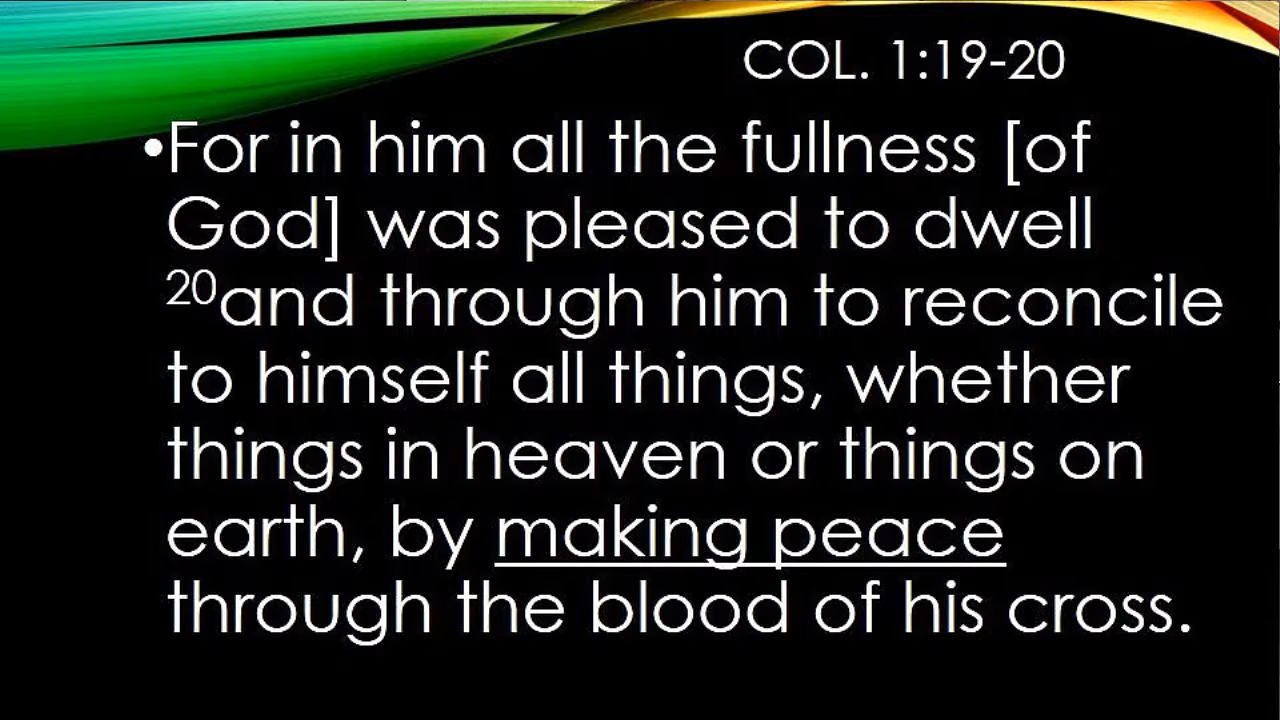 COL. 1:19-20
•For in him all the fullness [of
God] was pleased to dwell
²⁰and through him to reconcile
to himself all things, whether
things in heaven or things on
earth, by making peace
through the blood of his cross.